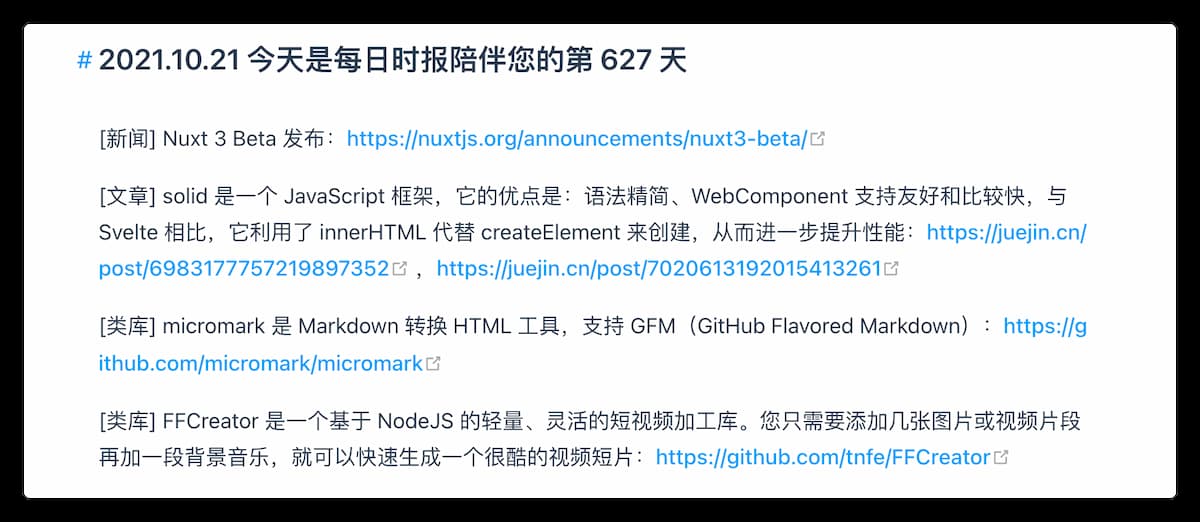 # 2021.10.21 今天是每日时报陪伴您的第 627 天
[新闻] Nuxt 3 Beta 发布：https://nuxtjs.org/announcements/nuxt3-beta/
[文章] solid 是一个 JavaScript 框架，它的优点是：语法精简、WebComponent 支持友好和比较快，与
Svelte 相比，它利用了 innerHTML 代替 createElement 来创建，从而进一步提升性能：https://juejin.cn/
post/6983177757219897352 ，https://juejin.cn/post/7020613192015413261
[类库] micromark 是 Markdown 转换 HTML 工具，支持 GFM（GitHub Flavored Markdown）：https://g
ithub.com/micromark/micromark
[类库] FFCreator 是一个基于 NodeJS 的轻量、灵活的短视频加工库。您只需要添加几张图片或视频片段
再加一段背景音乐，就可以快速生成一个很酷的视频短片：https://github.com/tnfe/FFCreator